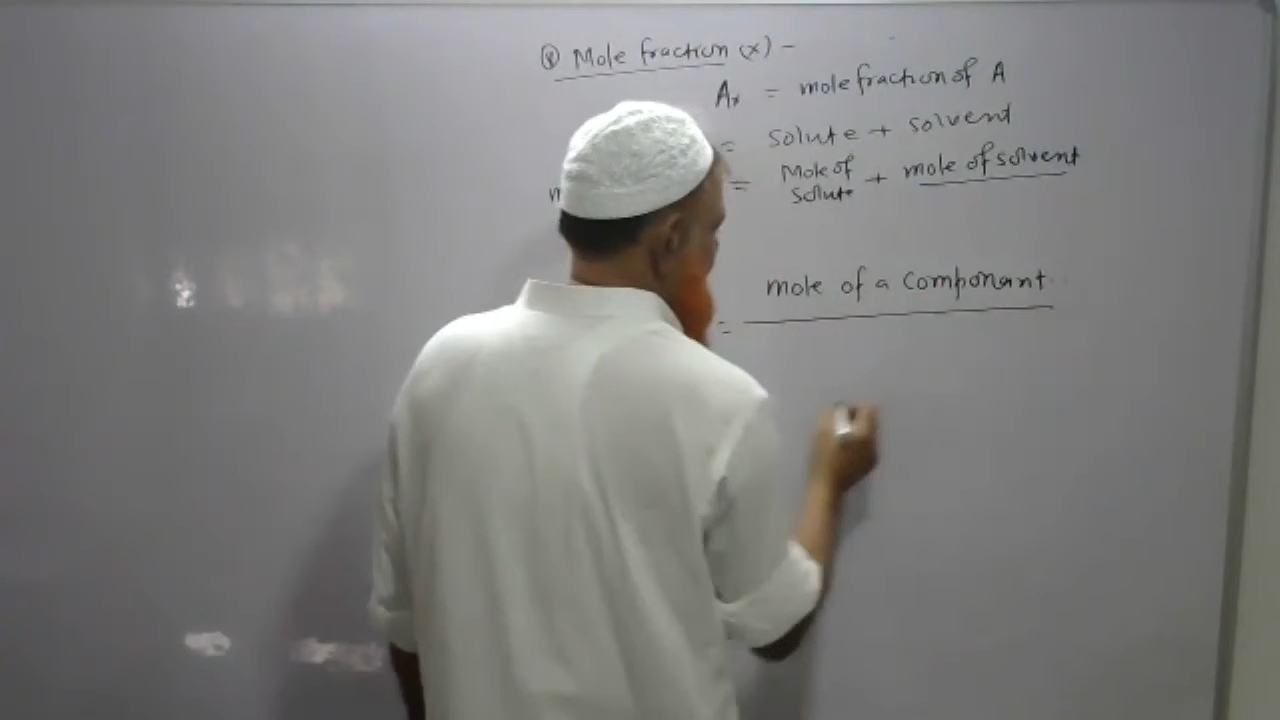 ⑧ Mole fraction (x) -
Ax = mole fraction of A
= solute + solvent
= Mole of solute + mole of solvent
mole of a componant
=